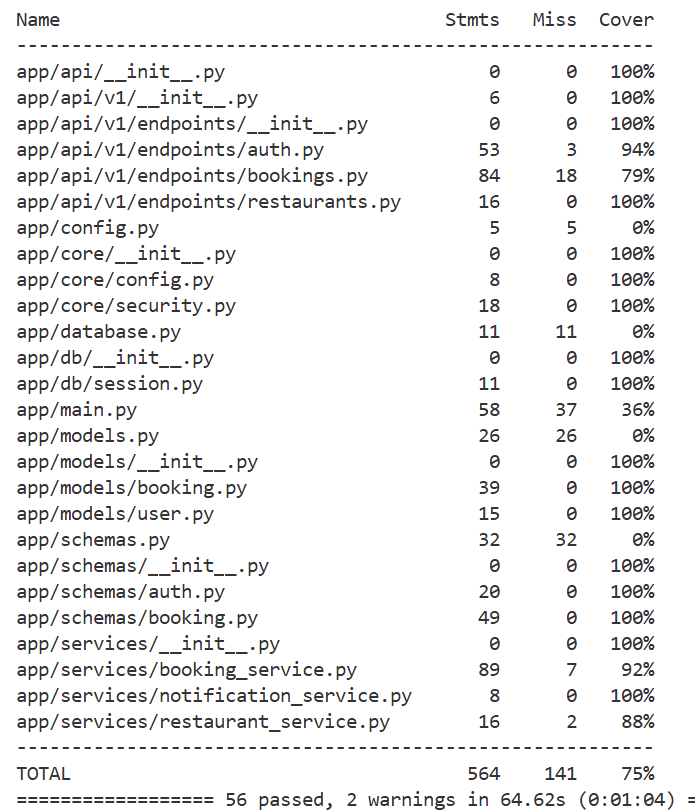 Name Stmts Miss Cover
----------------------------------------------------------
app/api/__init__.py 0 0 100%
app/api/v1/__init__.py 6 0 100%
app/api/v1/endpoints/__init__.py 0 0 100%
app/api/v1/endpoints/auth.py 53 3 94%
app/api/v1/endpoints/bookings.py 84 18 79%
app/api/v1/endpoints/restaurants.py 16 0 100%
app/config.py 5 5 0%
app/core/__init__.py 0 0 100%
app/core/config.py 8 0 100%
app/core/security.py 18 0 100%
app/database.py 11 11 0%
app/db/__init__.py 0 0 100%
app/db/session.py 11 0 100%
app/main.py 58 37 36%
app/models.py 26 26 0%
app/models/__init__.py 0 0 100%
app/models/booking.py 39 0 100%
app/models/user.py 15 0 100%
app/schemas.py 32 32 0%
app/schemas/__init__.py 0 0 100%
app/schemas/auth.py 20 0 100%
app/schemas/booking.py 49 0 100%
app/services/__init__.py 0 0 100%
app/services/booking_service.py 89 7 92%
app/services/notification_service.py 8 0 100%
app/services/restaurant_service.py 16 2 88%
----------------------------------------------------------
TOTAL 564 141 75%
================== 56 passed, 2 warnings in 64.62s (0:01:04) =